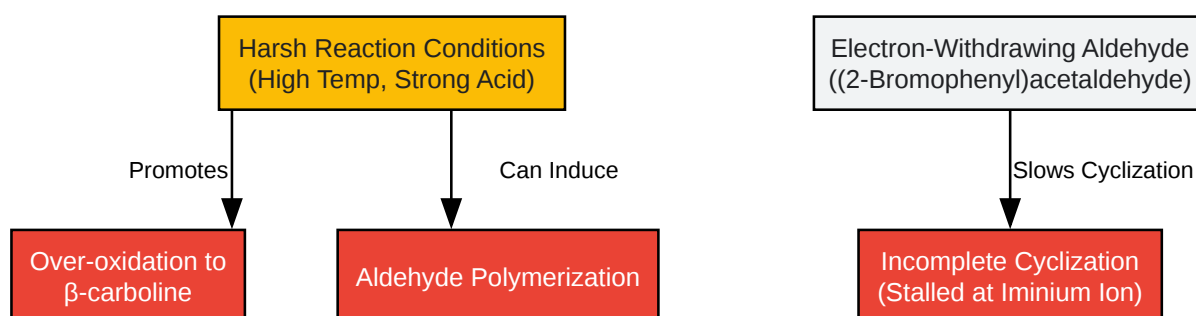 Harsh Reaction Conditions
(High Temp, Strong Acid)
Electron-Withdrawing Aldehyde
((2-Bromophenyl)acetaldehyde)
Promotes
Can Induce
Slows Cyclization
Over-oxidation to
β-carboline
Aldehyde Polymerization
Incomplete Cyclization
(Stalled at Iminium Ion)